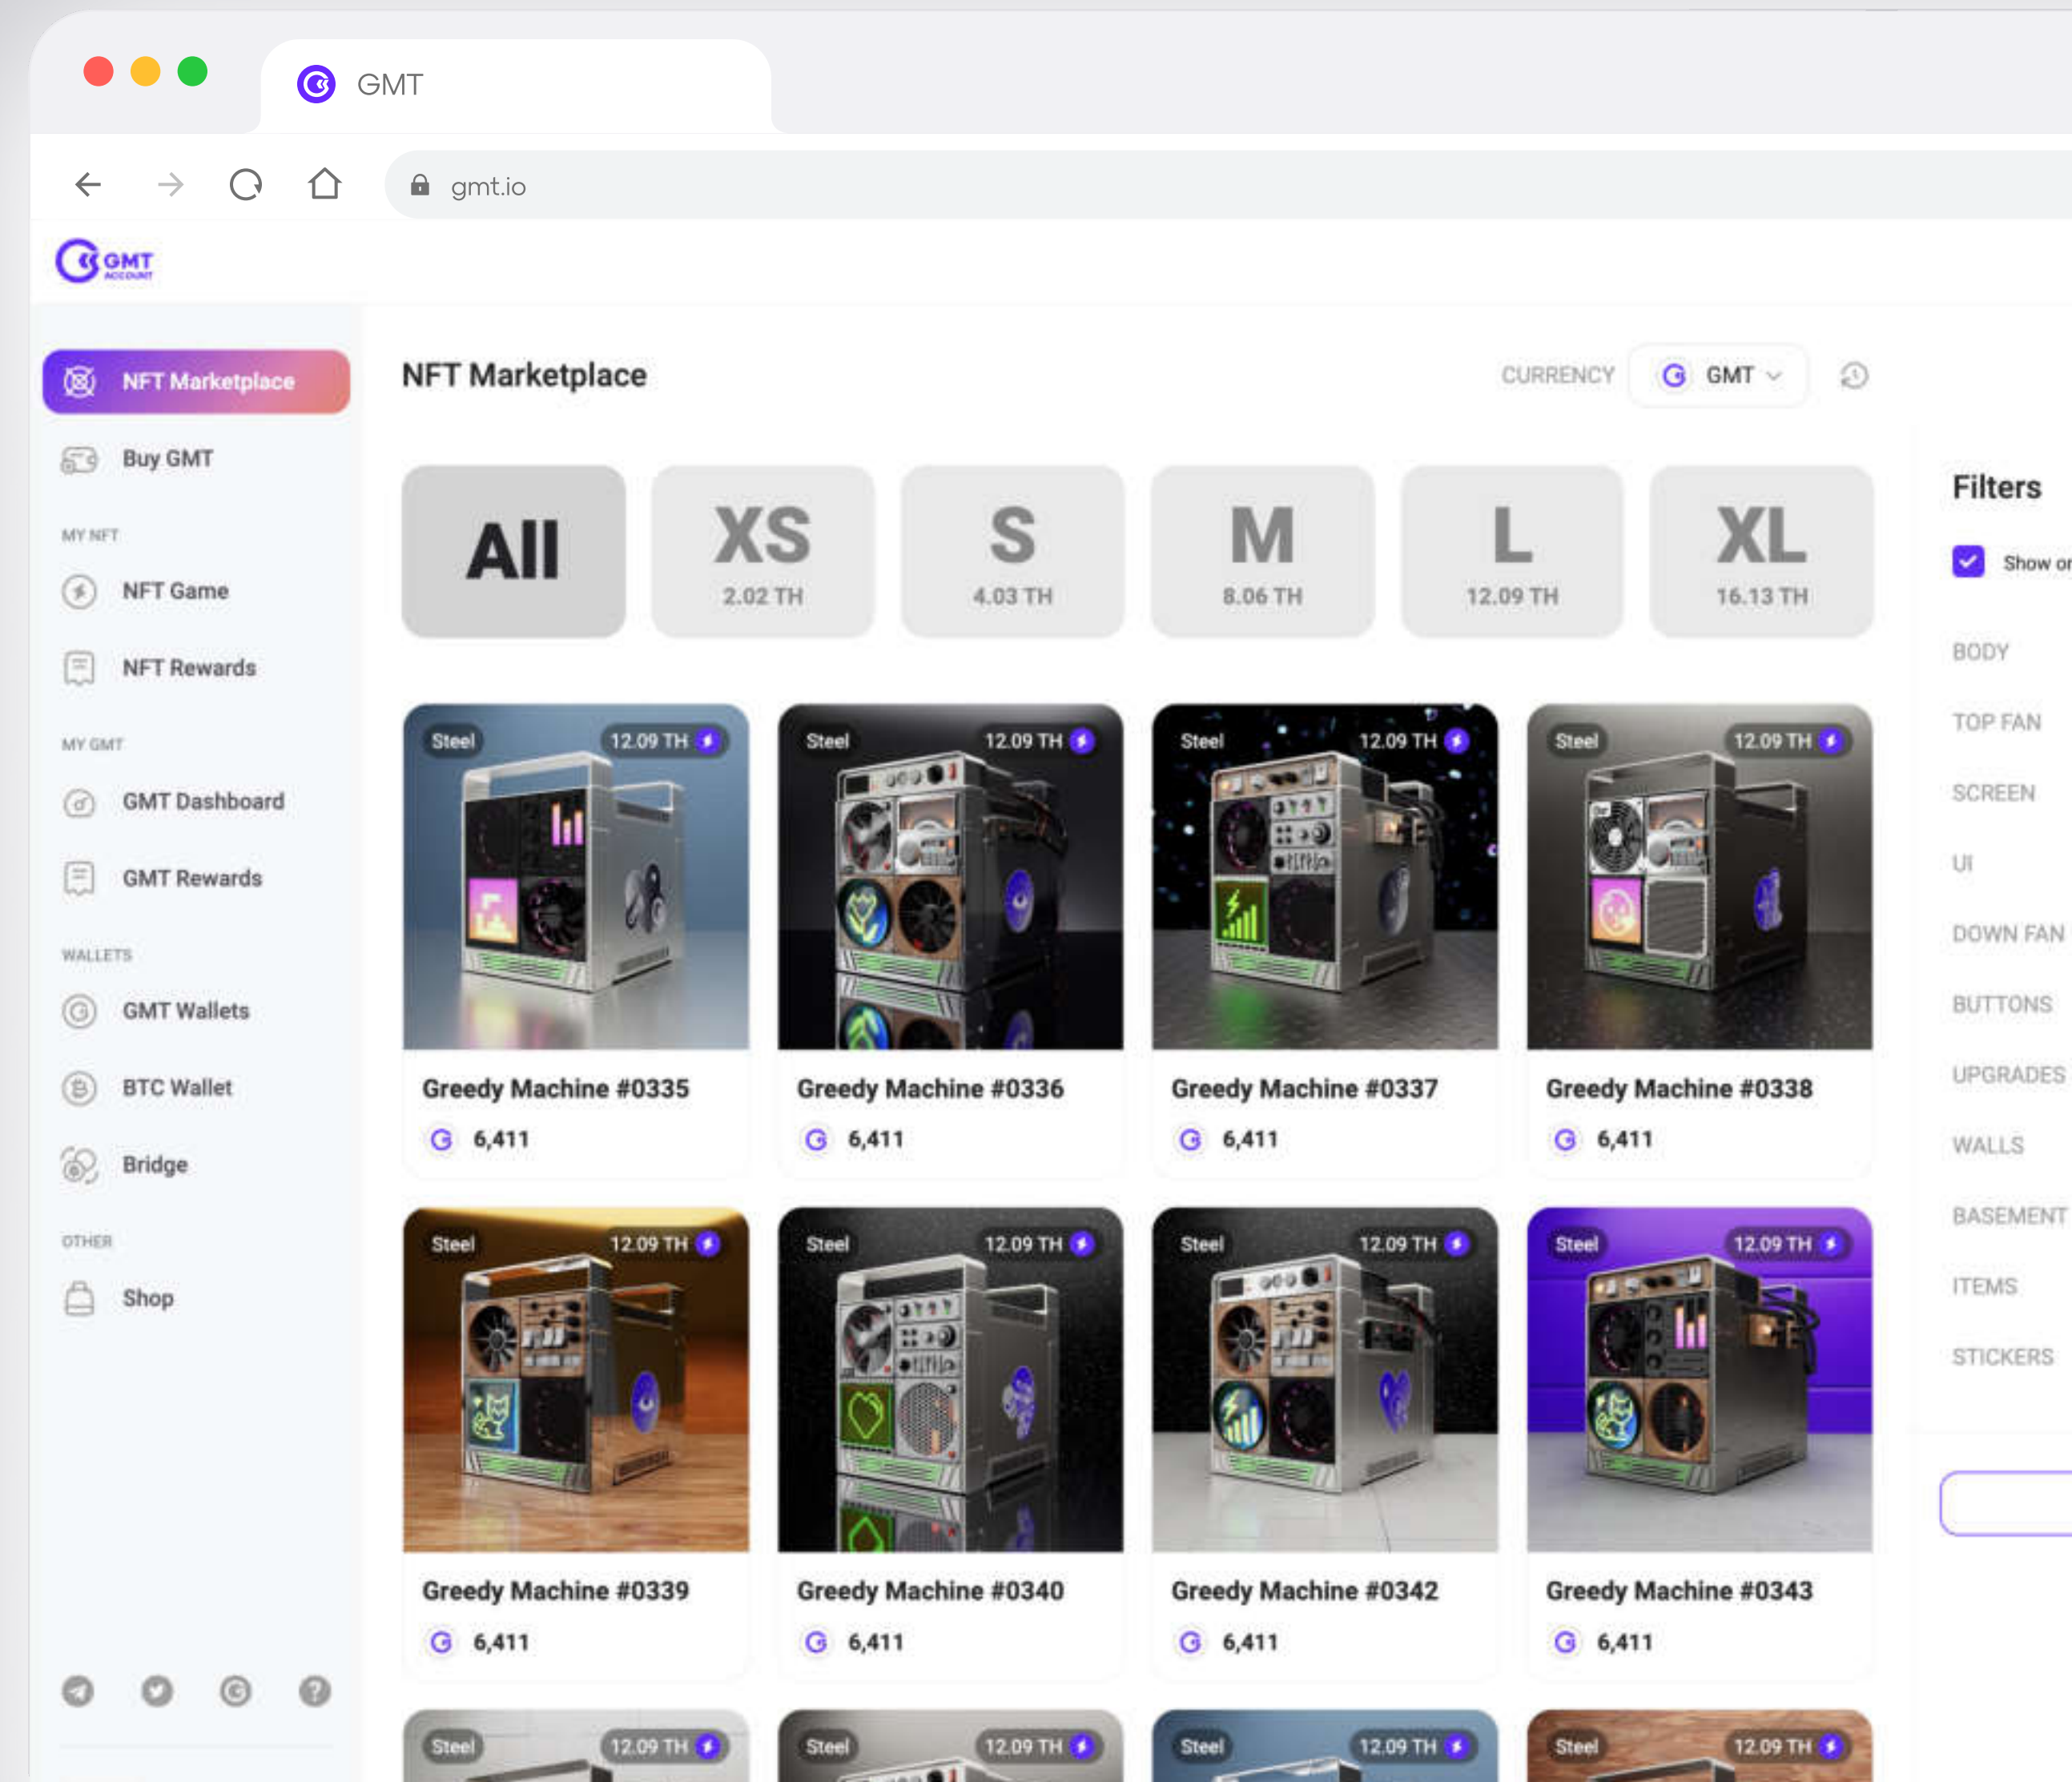 GMT
gmt.io
GMT
ACCOUNT
NFT Marketplace
Buy GMT
MY NFT
NFT Game
NFT Rewards
MY GMT
GMT Dashboard
GMT Rewards
WALLETS
GMT Wallets
BTC Wallet
Bridge
OTHER
Shop
NFT Marketplace
CURRENCY GMT
All
XS
2.02 TH
S
4.03 TH
M
8.06 TH
L
12.09 TH
XL
16.13 TH
Steel 12.09 TH
Greedy Machine #0335
6,411
Steel 12.09 TH
Greedy Machine #0336
6,411
Steel 12.09 TH
Greedy Machine #0337
6,411
Steel 12.09 TH
Greedy Machine #0338
6,411
Steel 12.09 TH
Greedy Machine #0339
6,411
Steel 12.09 TH
Greedy Machine #0340
6,411
Steel 12.09 TH
Greedy Machine #0342
6,411
Steel 12.09 TH
Greedy Machine #0343
6,411
Steel 12.09 TH
Steel 12.09 TH
Steel 12.09 TH
Steel 12.09 TH
Filters
Show
BODY
TOP FAN
SCREEN
UI
DOWN FAN
BUTTONS
UPGRADES
WALLS
BASEMENT
ITEMS
STICKERS